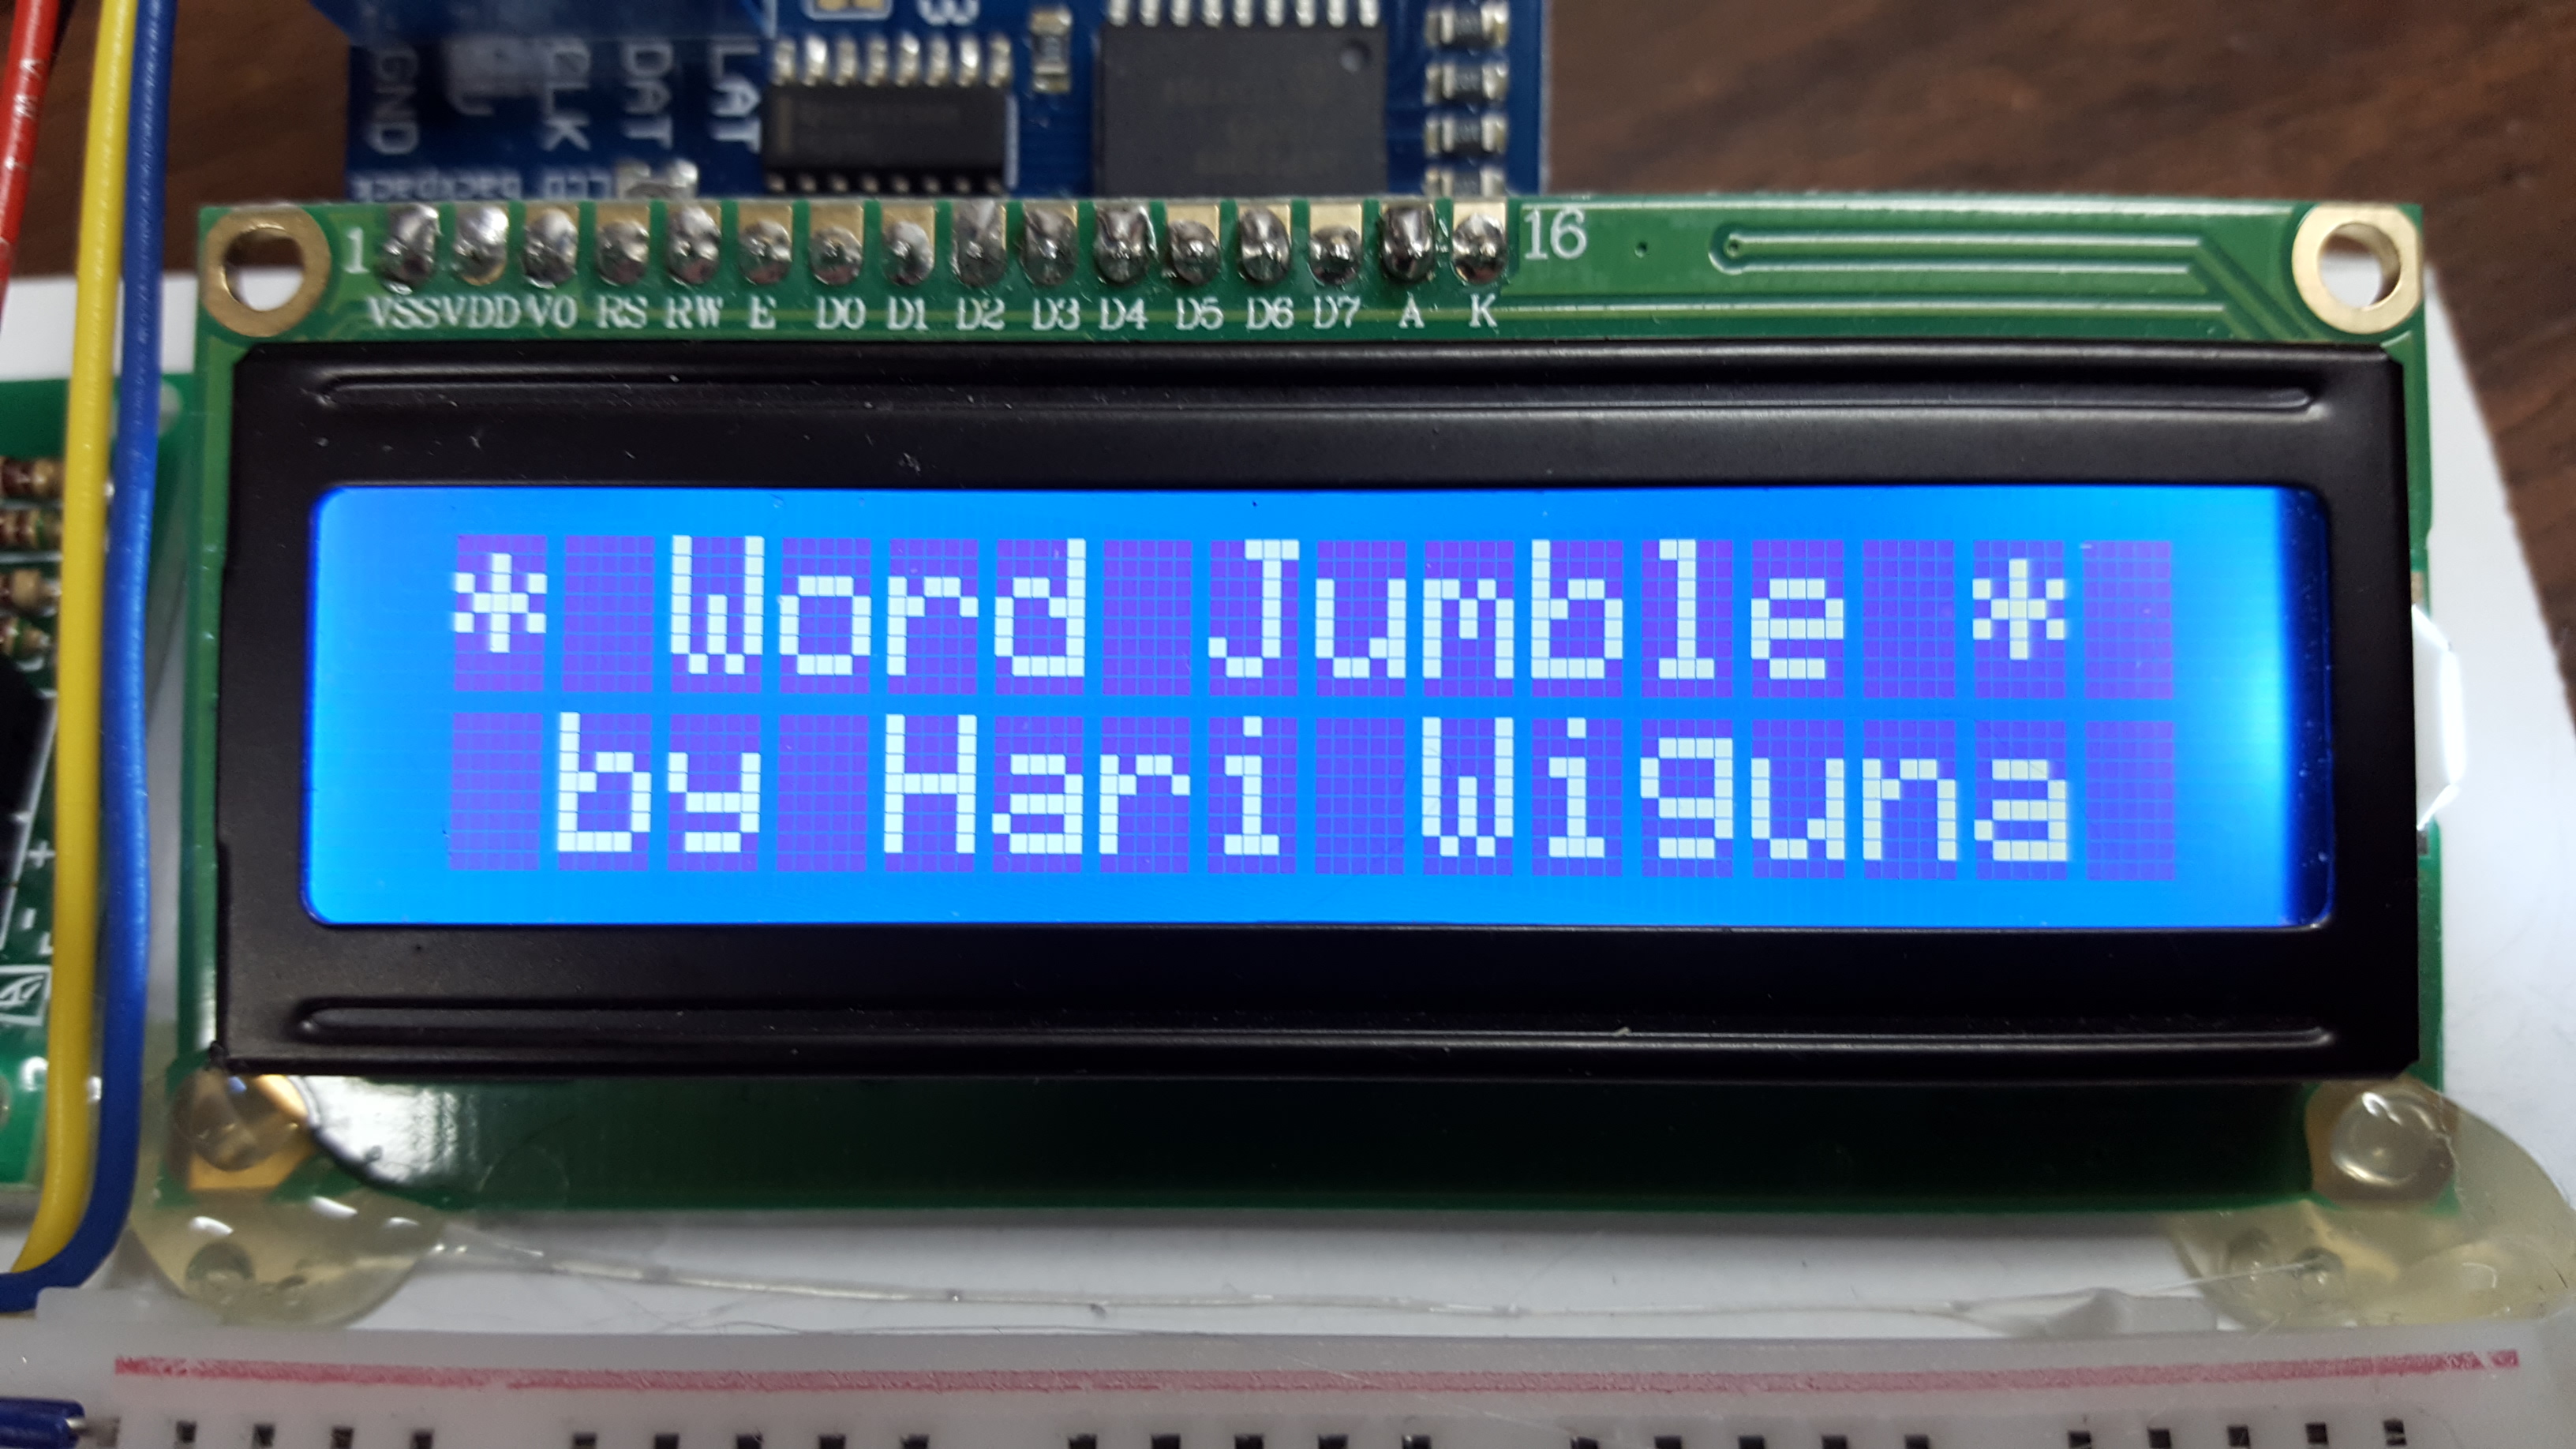 3
GND
CLK
DAT
LAT
LCD backpack
1
16
VSS VDD V0 RS RW E D0 D1 D2 D3 D4 D5 D6 D7 A K
* Word Jumble *
by Hari Wiguna
+
-